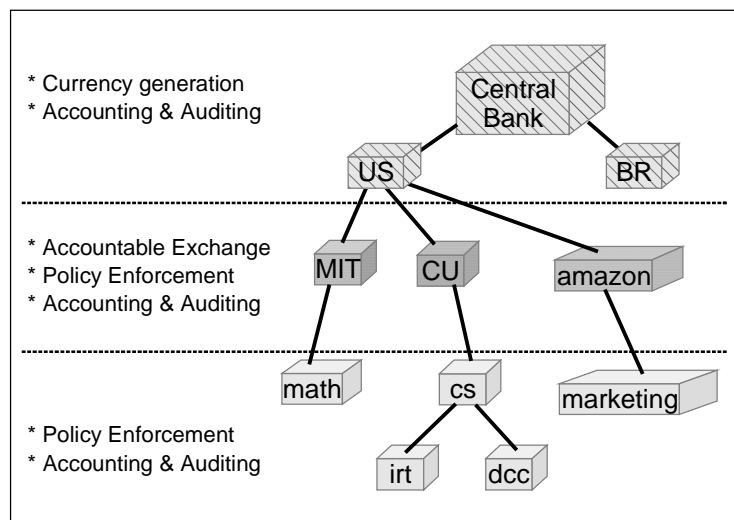 * Currency generation
* Accounting & Auditing
Central
Bank
US
BR
* Accountable Exchange
* Policy Enforcement
* Accounting & Auditing
MIT
CU
amazon
math
cs
marketing
* Policy Enforcement
* Accounting & Auditing
irt
dcc